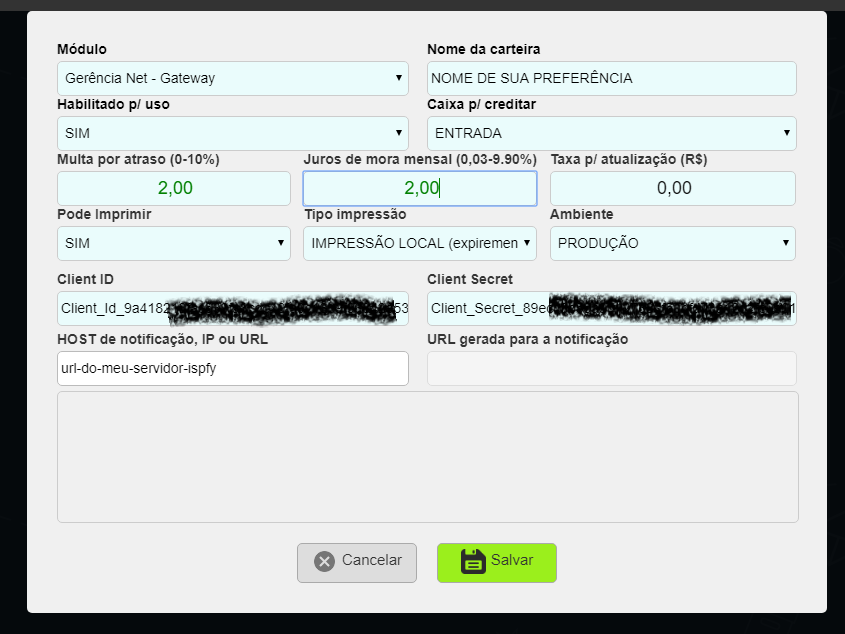 Módulo Nome da carteira
Gerência Net - Gateway NOME DE SUA PREFERÊNCIA
Habilitado p/ uso Caixa p/ creditar
SIM ENTRADA
Multa por atraso (0-10%) Juros de mora mensal (0,03-9.90%) Taxa p/ atualização (R$)
2,00 2,00 0,00
Pode Imprimir Tipo impressão Ambiente
SIM IMPRESSÃO LOCAL (expiremen PRODUÇÃO
Client ID Client Secret
Client_Id_9a4182 53 Client_Secret_89e 1
HOST de notificação, IP ou URL URL gerada para a notificação
url-do-meu-servidor-ispfy
Cancelar Salvar